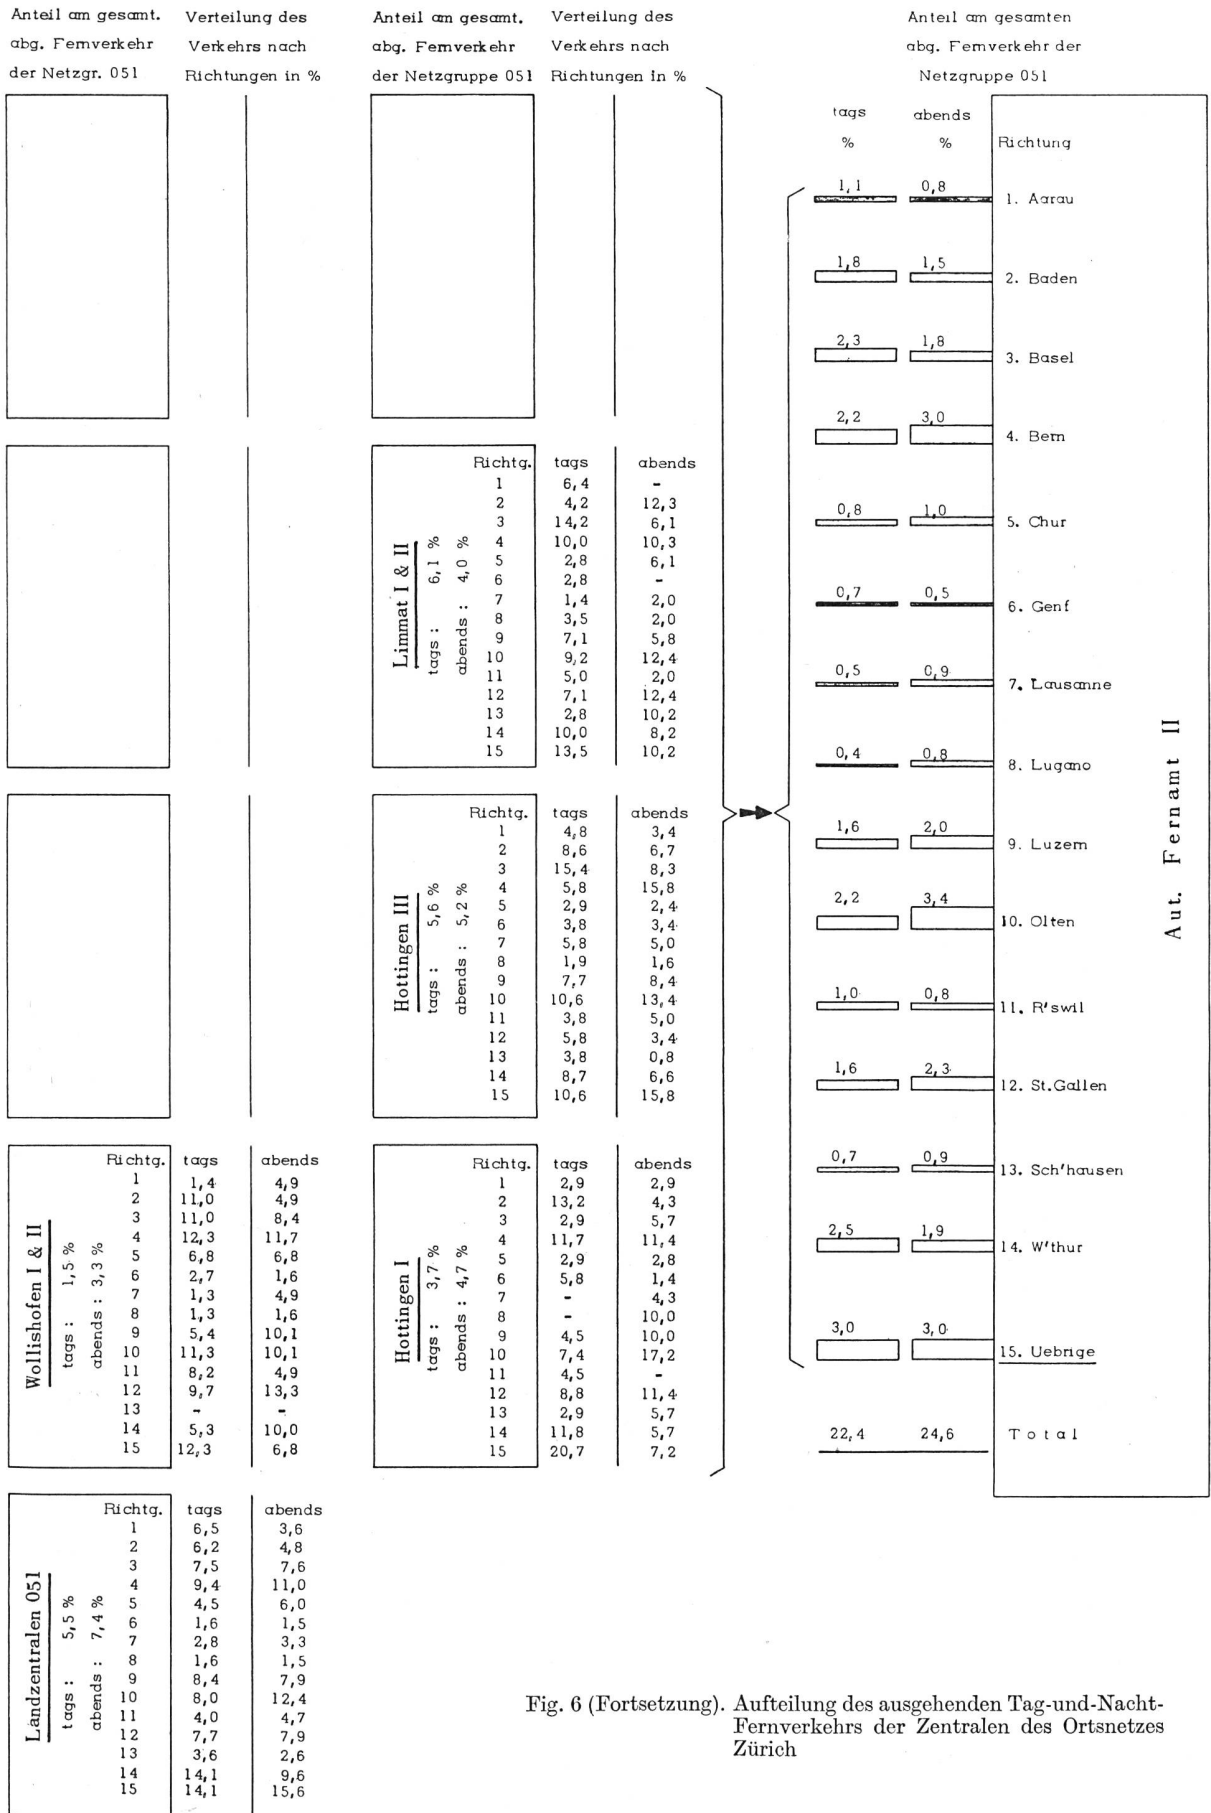 Anteil am gesamt.
abg. Fernverkehr
der Netzgr. 051
Verteilung des
Verkehrs nach
Richtungen in %
Anteil am gesamt.
abg. Fernverkehr
der Netzgruppe 051
Verteilung des
Verkehrs nach
Richtungen in %
Anteil am gesamten
abg. Fernverkehr der
Netzgruppe 051
Wollishofen I & II
tags : 1,5 %
abends : 3,3 %
Richtg. tags abends
1 1,4 4,9
2 11,0 4,9
3 11,0 8,4
4 12,3 11,7
5 6,8 6,8
6 2,7 1,6
7 1,3 4,9
8 1,3 1,6
9 5,4 10,1
10 11,3 10,1
11 8,2 4,9
12 9,7 13,3
13 - -
14 5,3 10,0
15 12,3 6,8
Landzentralen 051
tags : 5,5 %
abends : 7,4 %
Richtg. tags abends
1 6,5 3,6
2 6,2 4,8
3 7,5 7,6
4 9,4 11,0
5 4,5 6,0
6 1,6 1,5
7 2,8 3,3
8 1,6 1,5
9 8,4 7,9
10 8,0 12,4
11 4,0 4,7
12 7,7 7,9
13 3,6 2,6
14 14,1 9,6
15 14,1 15,6
Limmat I & II
tags : 6,1 %
abends : 4,0 %
Richtg. tags abends
1 6,4 -
2 4,2 12,3
3 14,2 6,1
4 10,0 10,3
5 2,8 6,1
6 2,8 -
7 1,4 2,0
8 3,5 2,0
9 7,1 5,8
10 9,2 12,4
11 5,0 2,0
12 7,1 12,4
13 2,8 10,2
14 10,0 8,2
15 13,5 10,2
Hottingen III
tags : 5,6 %
abends : 5,2 %
Richtg. tags abends
1 4,8 3,4
2 8,6 6,7
3 15,4 8,3
4 5,8 15,8
5 2,9 2,4
6 3,8 3,4
7 5,8 5,0
8 1,9 1,6
9 7,7 8,4
10 10,6 13,4
11 3,8 5,0
12 5,8 3,4
13 3,8 0,8
14 8,7 6,6
15 10,6 15,8
Hottingen I
tags : 3,7 %
abends : 4,7 %
Richtg. tags abends
1 2,9 2,9
2 13,2 4,3
3 2,9 5,7
4 11,7 11,4
5 2,9 2,8
6 5,8 1,4
7 - 4,3
8 - 10,0
9 4,5 10,0
10 7,4 17,2
11 4,5 -
12 8,8 11,4
13 2,9 5,7
14 11,8 5,7
15 20,7 7,2
tags abends
% % Richtung
1,1 0,8 1. Aarau
1,8 1,5 2. Baden
2,3 1,8 3. Basel
2,2 3,0 4. Bern
0,8 1,0 5. Chur
0,7 0,5 6. Genf
0,5 0,9 7. Lausanne
0,4 0,8 8. Lugano
1,6 2,0 9. Luzern
2,2 3,4 10. Olten
1,0 0,8 11. R'swil
1,6 2,3 12. St.Gallen
0,7 0,9 13. Sch'hausen
2,5 1,9 14. W'thur
3,0 3,0 15. Uebrige
22,4 24,6 Total
Aut. Fernamt II
Fig. 6 (Fortsetzung). Aufteilung des ausgehenden Tag-und-Nacht-
Fernverkehrs der Zentralen des Ortsnetzes
Zürich